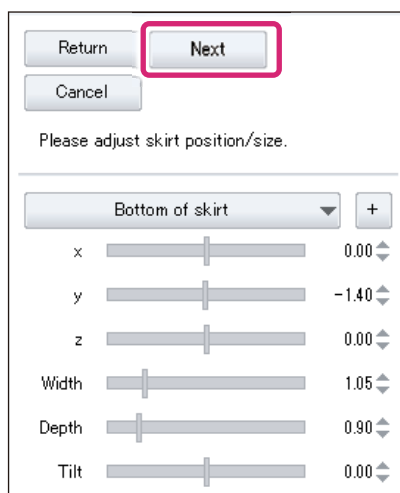 Return Next
Cancel
Please adjust skirt position/size.
Bottom of skirt +
x 0.00
y -1.40
z 0.00
Width 1.05
Depth 0.90
Tilt 0.00